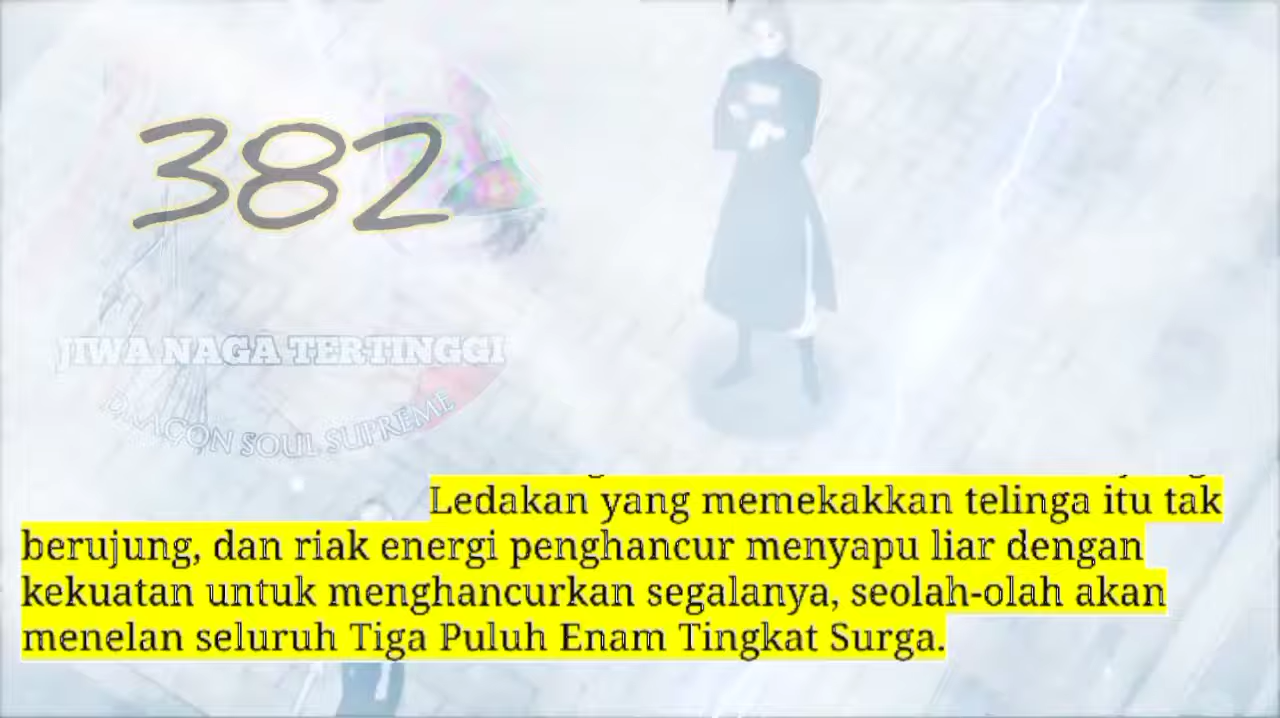 382
JIWA NAGA TERTINGGI
DRAGON SOUL SUPREME
Ledakan yang memekakkan telinga itu tak
berujung, dan riak energi penghancur menyapu liar dengan
kekuatan untuk menghancurkan segalanya, seolah-olah akan
menelan seluruh Tiga Puluh Enam Tingkat Surga.